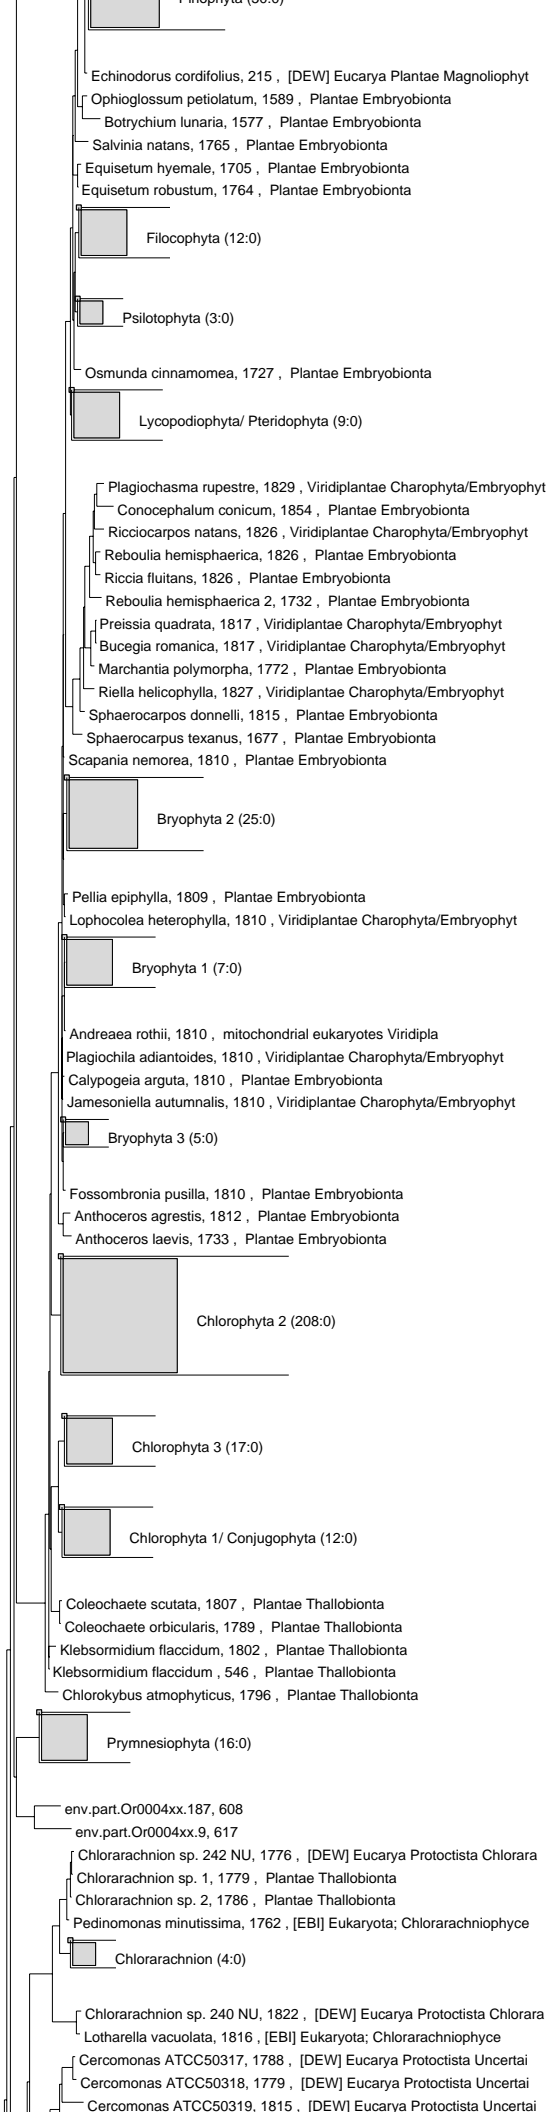 Echinodorus cordifolius, 215 , [DEW] Eucarya Plantae Magnoliophyt
Ophioglossum petiolatum, 1589 , Plantae Embryobionta
Botrychium lunaria, 1577 , Plantae Embryobionta
Salvinia natans, 1765 , Plantae Embryobionta
Equisetum hyemale, 1705 , Plantae Embryobionta
Equisetum robustum, 1764 , Plantae Embryobionta
Filocophyta (12:0)
Psilotophyta (3:0)
Osmunda cinnamomea, 1727 , Plantae Embryobionta
Lycopodiophyta/ Pteridophyta (9:0)
Plagiochasma rupestre, 1829 , Viridiplantae Charophyta/Embryophyt
Conocephalum conicum, 1854 , Plantae Embryobionta
Ricciocarpos natans, 1826 , Viridiplantae Charophyta/Embryophyt
Reboulia hemisphaerica, 1826 , Plantae Embryobionta
Riccia fluitans, 1826 , Plantae Embryobionta
Reboulia hemisphaerica 2, 1732 , Plantae Embryobionta
Preissia quadrata, 1817 , Viridiplantae Charophyta/Embryophyt
Bucegia romanica, 1817 , Viridiplantae Charophyta/Embryophyt
Marchantia polymorpha, 1772 , Plantae Embryobionta
Riella helicophylla, 1827 , Viridiplantae Charophyta/Embryophyt
Sphaerocarpos donnelli, 1815 , Plantae Embryobionta
Sphaerocarpus texanus, 1677 , Plantae Embryobionta
Scapania nemorea, 1810 , Plantae Embryobionta
Bryophyta 2 (25:0)
Pellia epiphylla, 1809 , Plantae Embryobionta
Lophocolea heterophylla, 1810 , Viridiplantae Charophyta/Embryophyt
Bryophyta 1 (7:0)
Andreaea rothii, 1810 , mitochondrial eukaryotes Viridipla
Plagiochila adiantoides, 1810 , Viridiplantae Charophyta/Embryophyt
Calypogeia arguta, 1810 , Plantae Embryobionta
Jamesoniella autumnalis, 1810 , Viridiplantae Charophyta/Embryophyt
Bryophyta 3 (5:0)
Fossombronia pusilla, 1810 , Plantae Embryobionta
Anthoceros agrestis, 1812 , Plantae Embryobionta
Anthoceros laevis, 1733 , Plantae Embryobionta
Chlorophyta 2 (208:0)
Chlorophyta 3 (17:0)
Chlorophyta 1/ Conjugophyta (12:0)
Coleochaete scutata, 1807 , Plantae Thallobionta
Coleochaete orbicularis, 1789 , Plantae Thallobionta
Klebsormidium flaccidum, 1802 , Plantae Thallobionta
Klebsormidium flaccidum , 546 , Plantae Thallobionta
Chlorokybus atmophyticus, 1796 , Plantae Thallobionta
Prymnesiophyta (16:0)
env.part.Or0004xx.187, 608
env.part.Or0004xx.9, 617
Chlorarachnion sp. 242 NU, 1776 , [DEW] Eucarya Protoctista Chlorara
Chlorarachnion sp. 1, 1779 , Plantae Thallobionta
Chlorarachnion sp. 2, 1786 , Plantae Thallobionta
Pedinomonas minutissima, 1762 , [EBI] Eukaryota; Chlorarachniophyce
Chlorarachnion (4:0)
Chlorarachnion sp. 240 NU, 1822 , [DEW] Eucarya Protoctista Chlorara
Lotharella vacuolata, 1816 , [EBI] Eukaryota; Chlorarachniophyce
Cercomonas ATCC50317, 1788 , [DEW] Eucarya Protoctista Uncertai
Cercomonas ATCC50318, 1779 , [DEW] Eucarya Protoctista Uncertai
Cercomonas ATCC50319, 1815 , [DEW] Eucarya Protoctista Uncertai